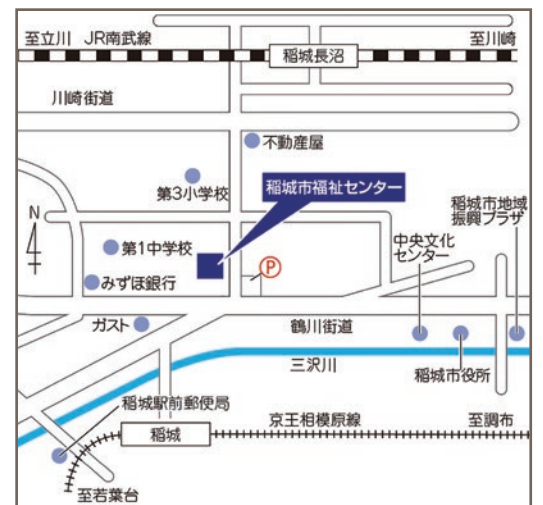 至立川 JR南武線
至川崎
稲城長沼
川崎街道
不動産屋
第3小学校
稲城市福祉センター
稲城市地域
振興プラザ
N
第1中学校
中央文化
センター
P
みずほ銀行
ガスト
鶴川街道
三沢川
稲城市役所
稲城駅前郵便局
稲城
京王相模原線
至調布
至若葉台